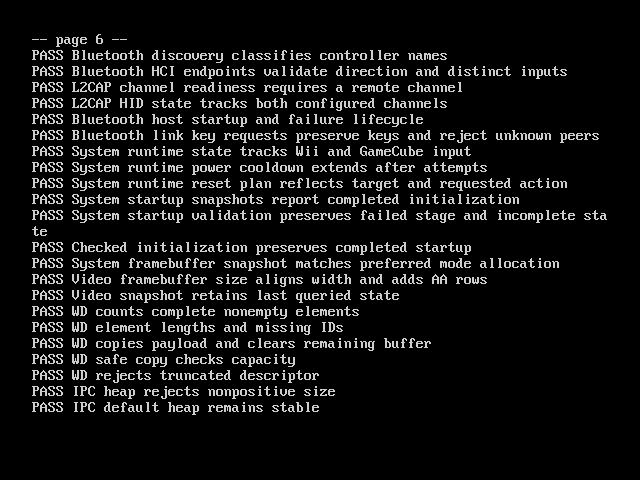 -- page 6 --
PASS Bluetooth discovery classifies controller names
PASS Bluetooth HCI endpoints validate direction and distinct inputs
PASS L2CAP channel readiness requires a remote channel
PASS L2CAP HID state tracks both configured channels
PASS Bluetooth host startup and failure lifecycle
PASS Bluetooth link key requests preserve keys and reject unknown peers
PASS System runtime state tracks Wii and GameCube input
PASS System runtime power cooldown extends after attempts
PASS System runtime reset plan reflects target and requested action
PASS System startup snapshots report completed initialization
PASS System startup validation preserves failed stage and incomplete sta
te
PASS Checked initialization preserves completed startup
PASS System framebuffer snapshot matches preferred mode allocation
PASS Video framebuffer size aligns width and adds AA rows
PASS Video snapshot retains last queried state
PASS WD counts complete nonempty elements
PASS WD element lengths and missing IDs
PASS WD copies payload and clears remaining buffer
PASS WD safe copy checks capacity
PASS WD rejects truncated descriptor
PASS IPC heap rejects nonpositive size
PASS IPC default heap remains stable